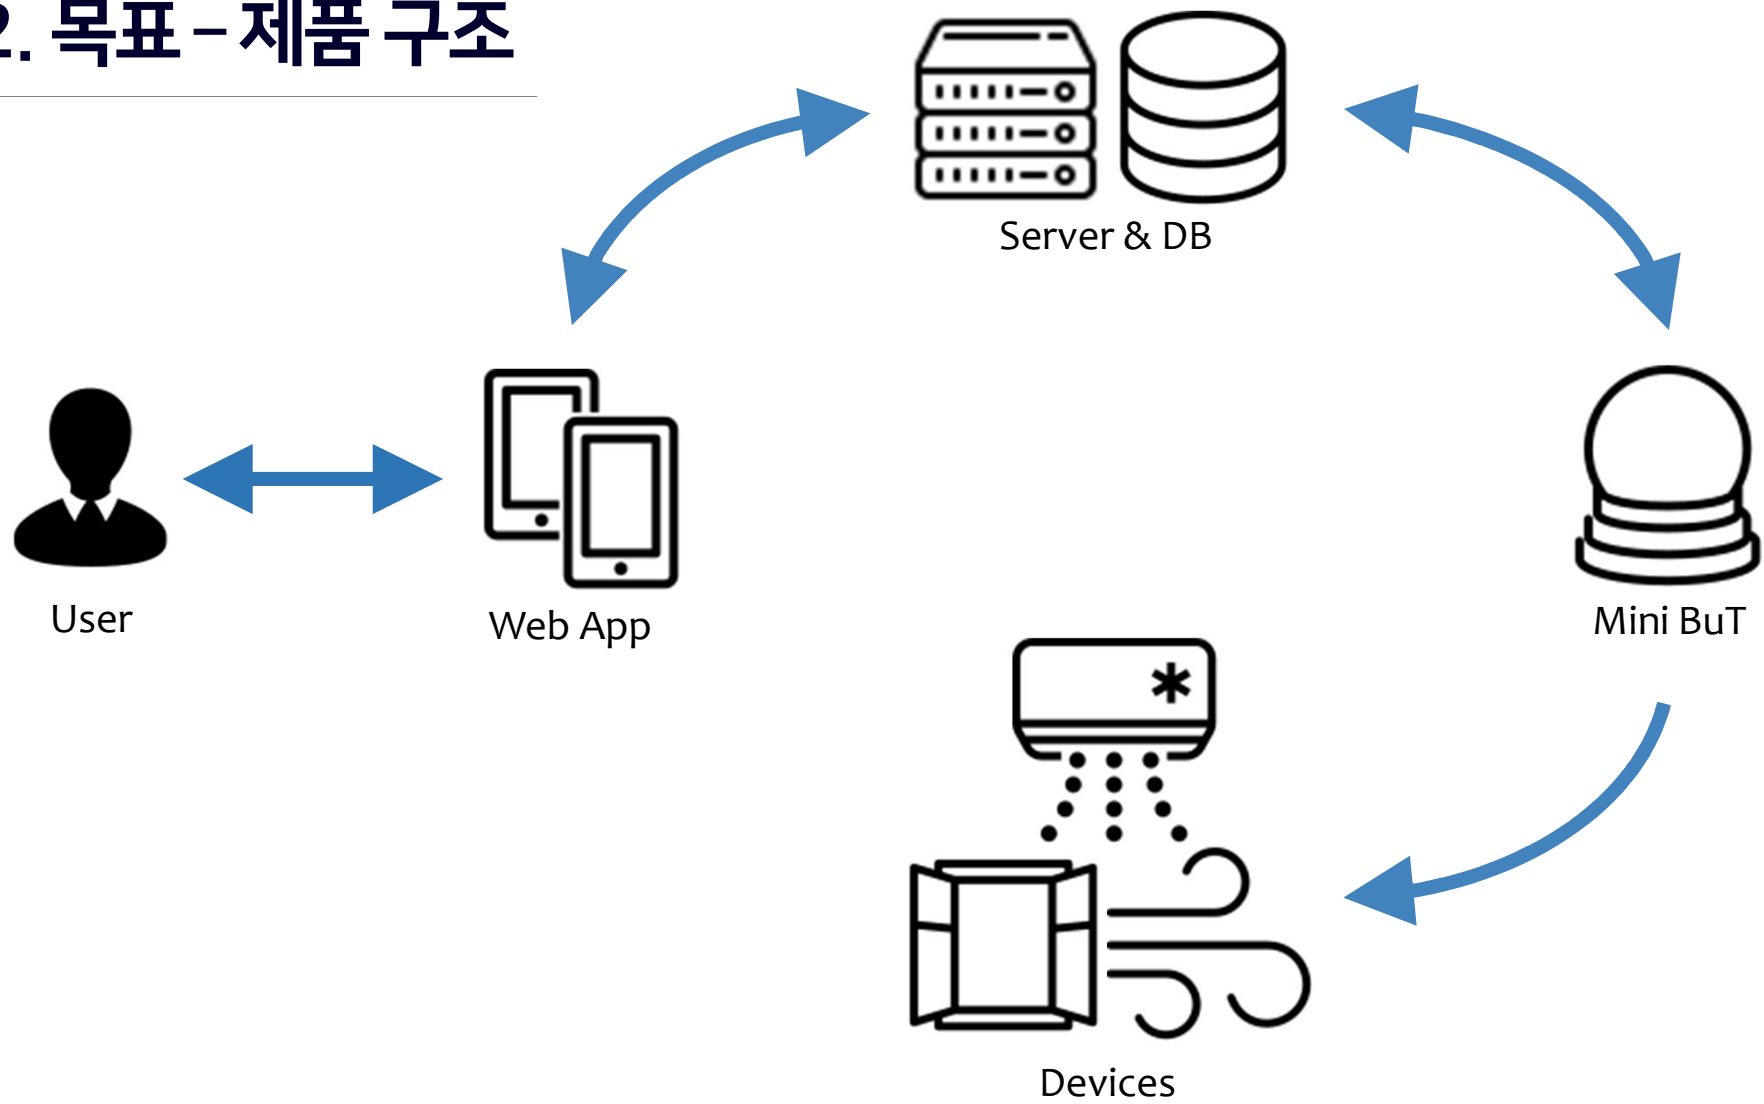 2. 목표 – 제품 구조
Server & DB
User
Web App
Mini BuT
Devices